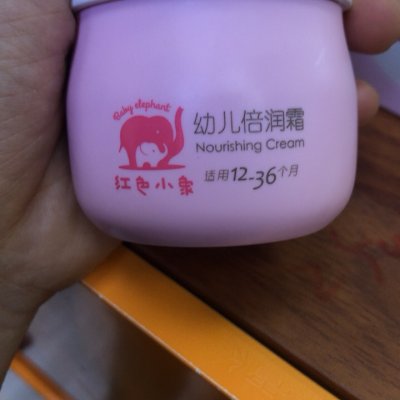 Baby elephant
红色小象
幼儿倍润霜
Nourishing Cream
适用12-36个月